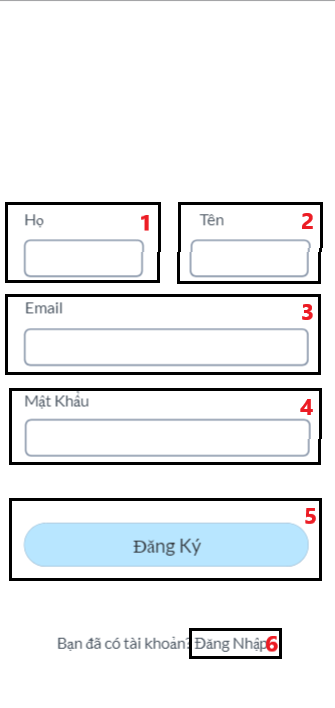 Họ 1 Tên 2
Email 3
Mật Khẩu 4
5
Đăng Ký
Bạn đã có tài khoản? Đăng Nhập 6